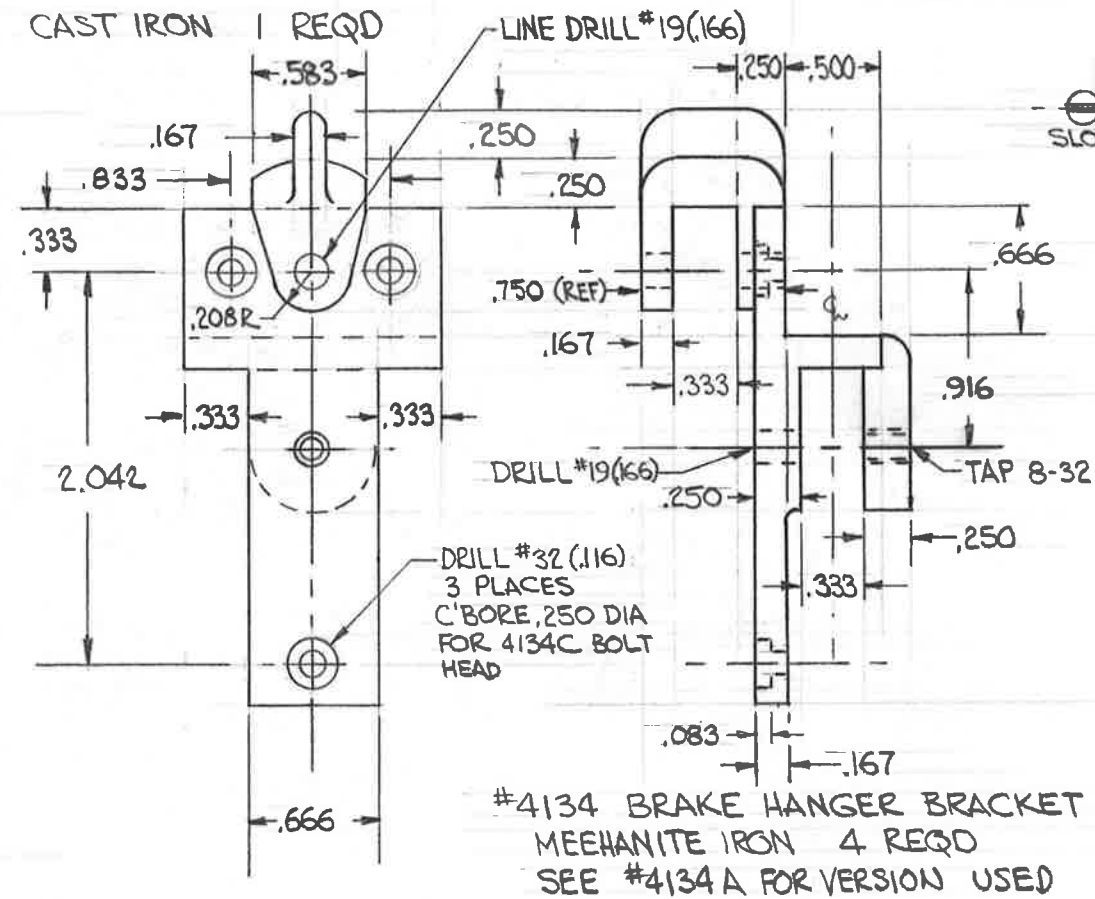 CAST IRON 1 REQD
LINE DRILL #19(.166)
.583
.250
.500
.167
.250
SLO
.833
.250
.333
.666
.750 (REF)
℄
.208R
.167
.333
.916
.333
.333
2.042
DRILL #19(.166)
TAP 8-32
.250
.250
DRILL #32 (.116)
3 PLACES
C'BORE .250 DIA
FOR 4134C BOLT
HEAD
.333
.083
.167
.666
#4134 BRAKE HANGER BRACKET
MEEHANITE IRON 4 REQD
SEE #4134A FOR VERSION USED